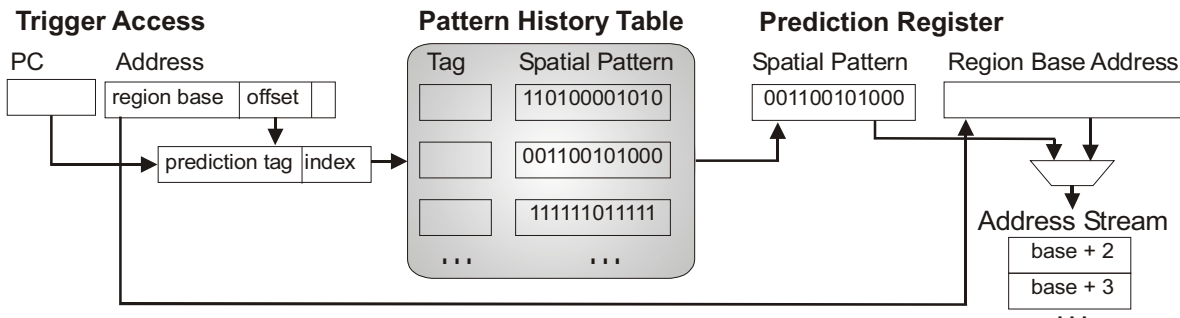 Trigger Access
Pattern History Table
Prediction Register
PC
Address
Tag
Spatial Pattern
Spatial Pattern
Region Base Address
region base
offset
110100001010
001100101000
prediction tag
index
001100101000
111111011111
...
...
Address Stream
base + 2
base + 3
...